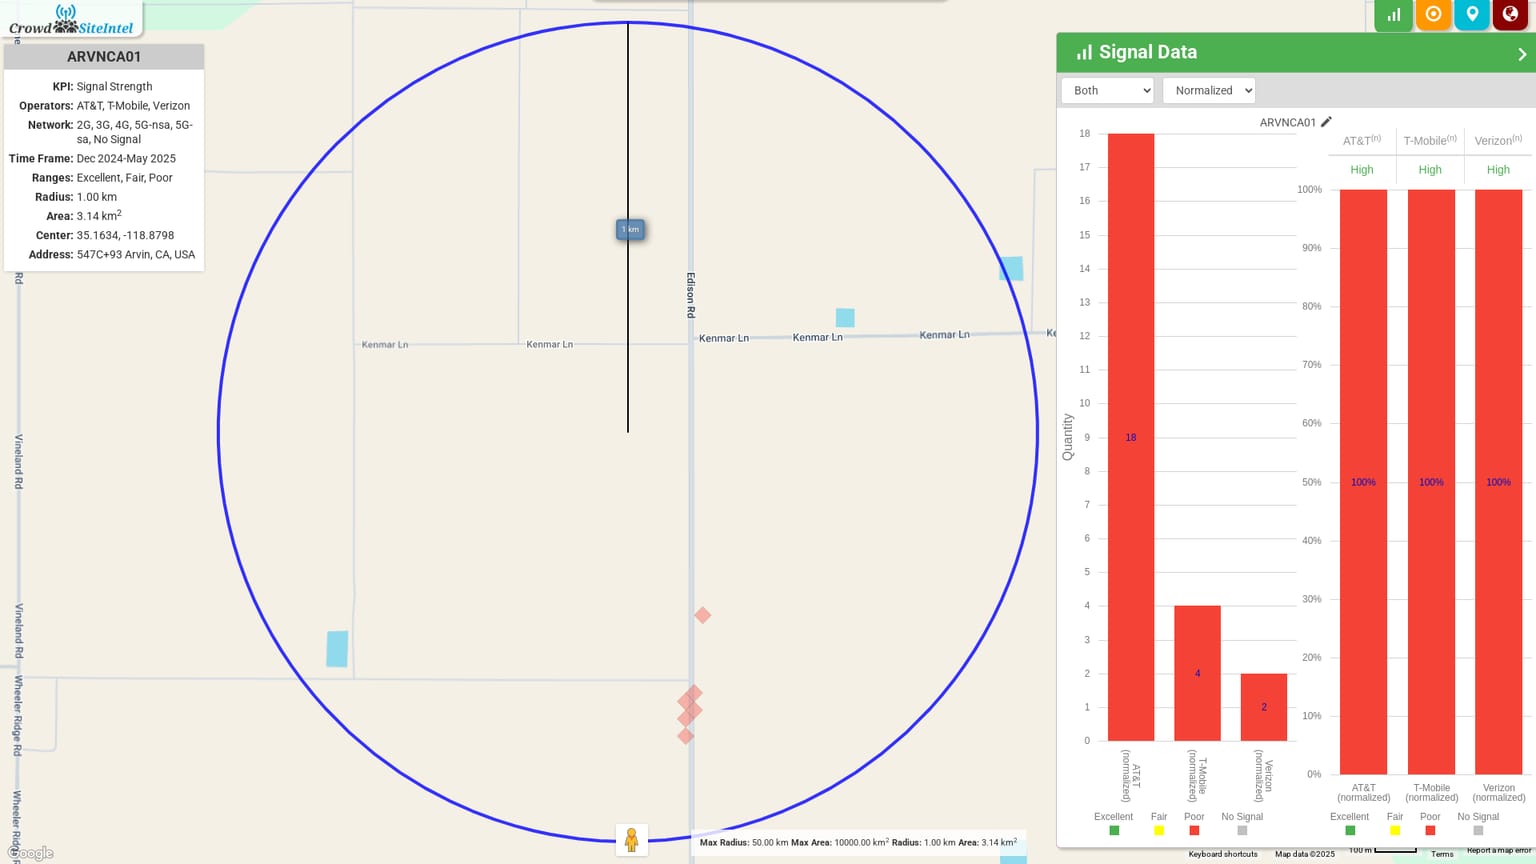 Crowd SiteIntel
ARVNCA01
KPI: Signal Strength
Operators: AT&T, T-Mobile, Verizon
Network: 2G, 3G, 4G, 5G-nsa, 5G-
sa, No Signal
Time Frame: Dec 2024-May 2025
Ranges: Excellent, Fair, Poor
Radius: 1.00 km
Area: 3.14 km²
Center: 35.1634, -118.8798
Address: 547C+93 Arvin, CA, USA
Rd
Vineland Rd
Vineland Rd
Wheeler Ridge Rd
Wheeler Ridge R
1 km
Edison Rd
Kenmar Ln
Kenmar Ln
Kenmar Ln
Kenmar Ln
Kenmar Ln
Ke
Google
Max Radius: 50.00 km Max Area: 10000.00 km² Radius: 1.00 km Area: 3.14 km²
Signal Data
Both
Normalized
ARVNCA01
Quantity
18
17
16
15
14
13
12
11
10
9
8
7
6
5
4
3
2
1
0
18
4
2
AT&T
(normalized)
T-Mobile
(normalized)
Verizon
(normalized)
Excellent Fair Poor No Signal
AT&T(n) T-Mobile(n) Verizon(n)
High High High
100%
90%
80%
70%
60%
50%
40%
30%
20%
10%
0%
100% 100% 100%
AT&T
(normalized)
T-Mobile
(normalized)
Verizon
(normalized)
Excellent Fair Poor No Signal
Keyboard shortcuts
Map data ©2025
100 m
Terms
Report a map error